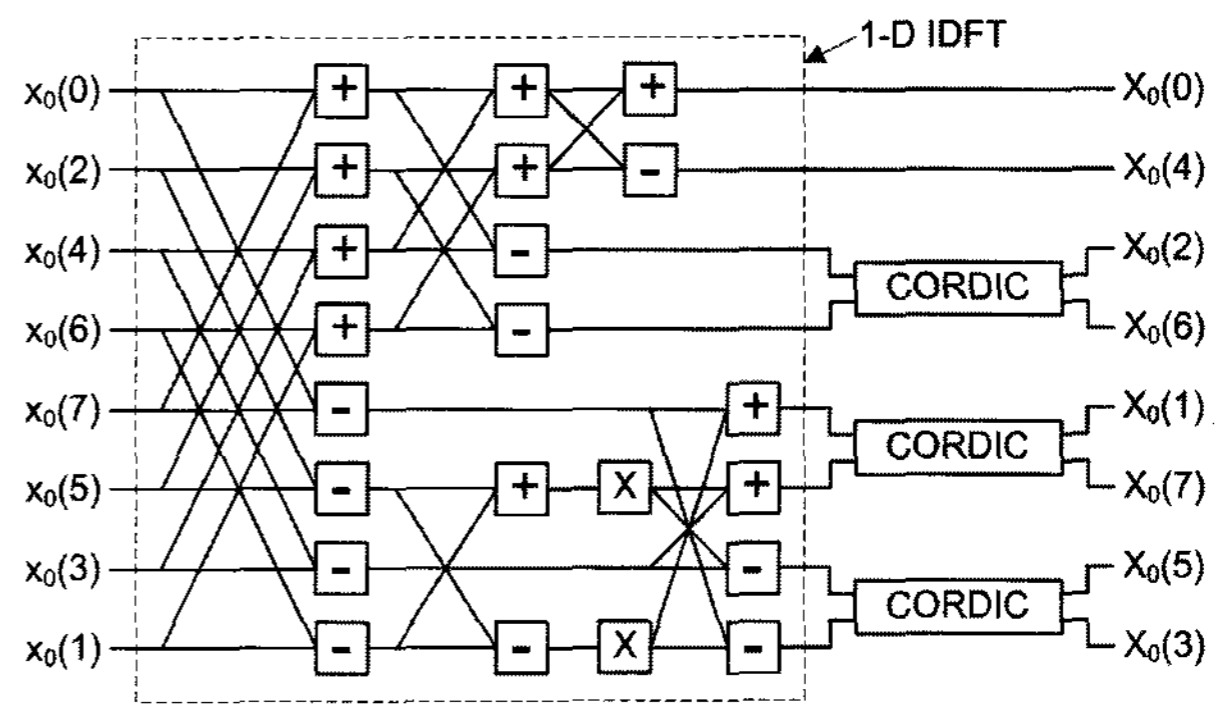 1-D IDFT
x₀(0) + + + X₀(0)
x₀(2) + + - X₀(4)
x₀(4) + - X₀(2)
CORDIC
x₀(6) + - X₀(6)
x₀(7) - + X₀(1)
CORDIC
x₀(5) - + X + X₀(7)
x₀(3) - - X₀(5)
CORDIC
x₀(1) - - X - X₀(3)